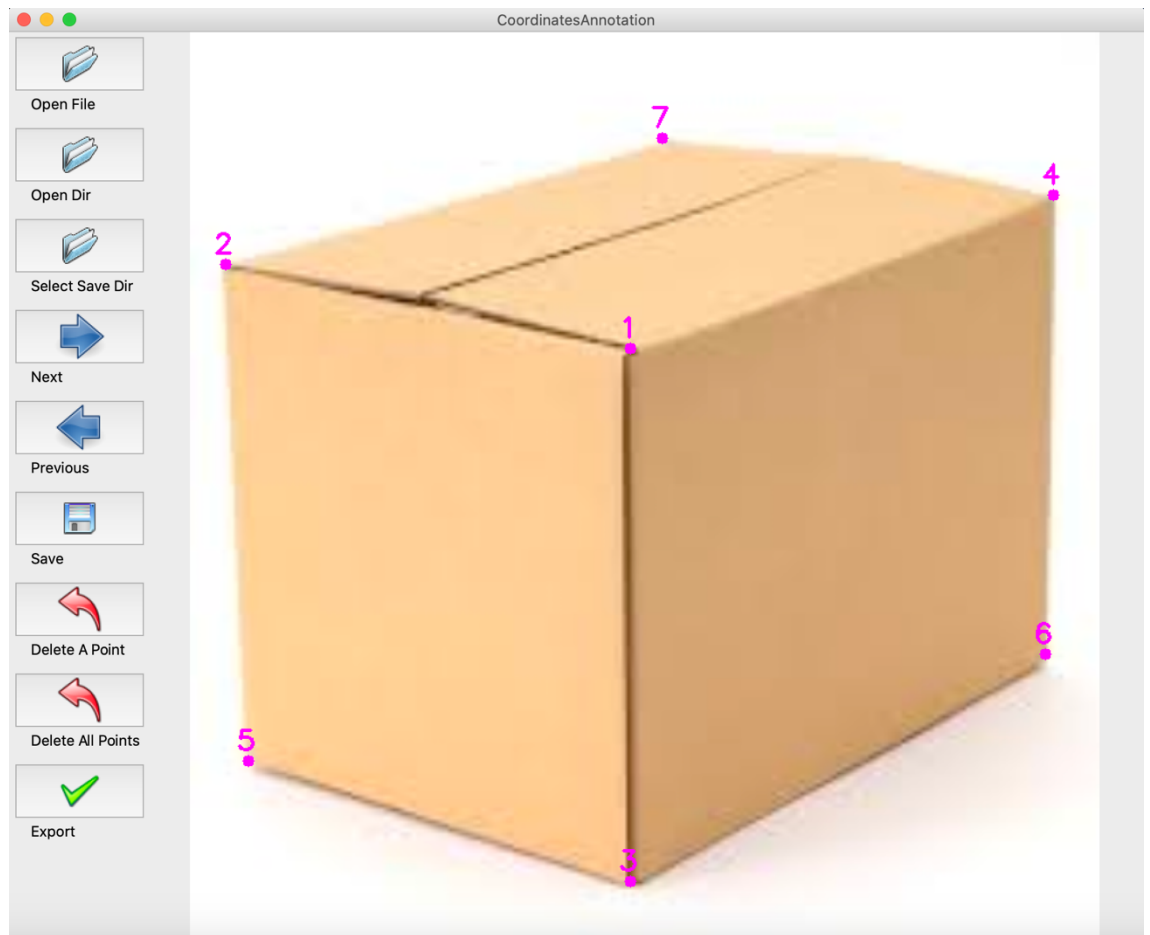 CoordinatesAnnotation
Open File
Open Dir
Select Save Dir
Next
Previous
Save
Delete A Point
Delete All Points
Export
7
4
2
1
6
5
3